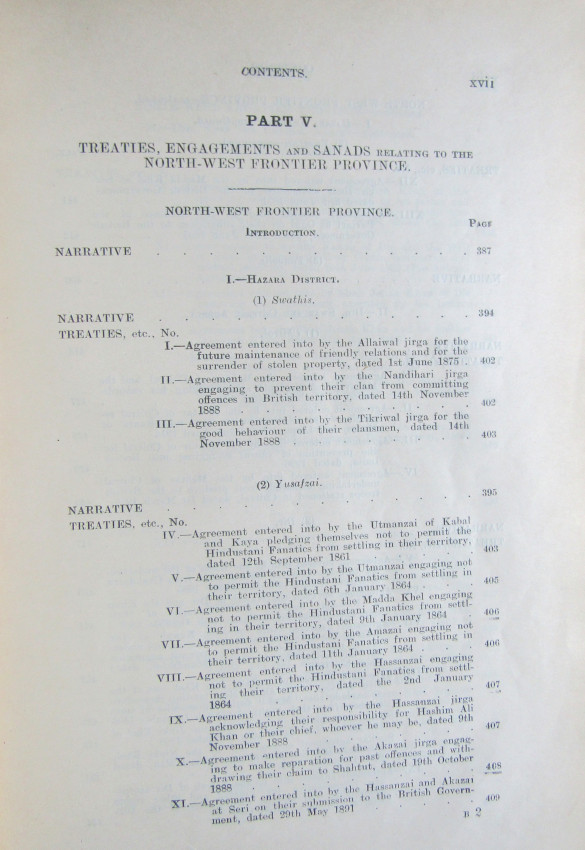 CONTENTS.
xvii
PART V.
TREATIES, ENGAGEMENTS AND SANADS RELATING TO THE
NORTH-WEST FRONTIER PROVINCE.
NORTH-WEST FRONTIER PROVINCE.
PAGE
INTRODUCTION.
NARRATIVE . . . . . . . . . . . . . 387
I.—HAZARA DISTRICT.
(1) Swathis.
NARRATIVE . . . . . . . . . . . . . 394
TREATIES, etc., No.
I.—Agreement entered into by the Allaiwal jirga for the
future maintenance of friendly relations and for the
surrender of stolen property, dated 1st June 1875 . 402
II.—Agreement entered into by the Nandihari jirga
engaging to prevent their clan from committing
offences in British territory, dated 14th November
1888 . . . . . . . . 402
III.—Agreement entered into by the Tikriwal jirga for the
good behaviour of their clansmen, dated 14th
November 1888 . . . . . . 403
(2) Yusafzai.
NARRATIVE . . . . . . . . . . . . 395
TREATIES, etc., No.
IV.—Agreement entered into by the Utmanzai of Kabal
and Kaya pledging themselves not to permit the
Hindustani Fanatics from settling in their territory,
dated 12th September 1861 . . . . 403
V.—Agreement entered into by the Utmanzai engaging not
to permit the Hindustani Fanatics from settling in
their territory, dated 6th January 1864 . . . 405
VI.—Agreement entered into by the Madda Khel engaging
not to permit the Hindustani Fanatics from settl-
ing in their territory, dated 9th January 1864 . 406
VII.—Agreement entered into by the Amazai engaging not
to permit the Hindustani Fanatics from settling in
their territory, dated 11th January 1864 . . . 406
VIII.—Agreement entered into by the Hassanzai engaging
not to permit the Hindustani Fanatics from settl-
ing their territory, dated the 2nd January
1864 . . . . . . . . 407
IX.—Agreement entered into by the Hassanzai jirga
acknowledging their responsibility for Hashim Ali
Khan or their chief, whoever he may be, dated 9th
November 1888 . . . . . . 407
X.—Agreement entered into by the Akazai jirga engag-
ing to make reparation for past offences and with-
drawing their claim to Shahtut, dated 19th October
1888 . . . . . . . . 408
XI.—Agreement entered into by the Hassanzai and Akazai
at Seri on their submission to the British Govern-
ment, dated 29th May 1891 . . . . 409
B 2